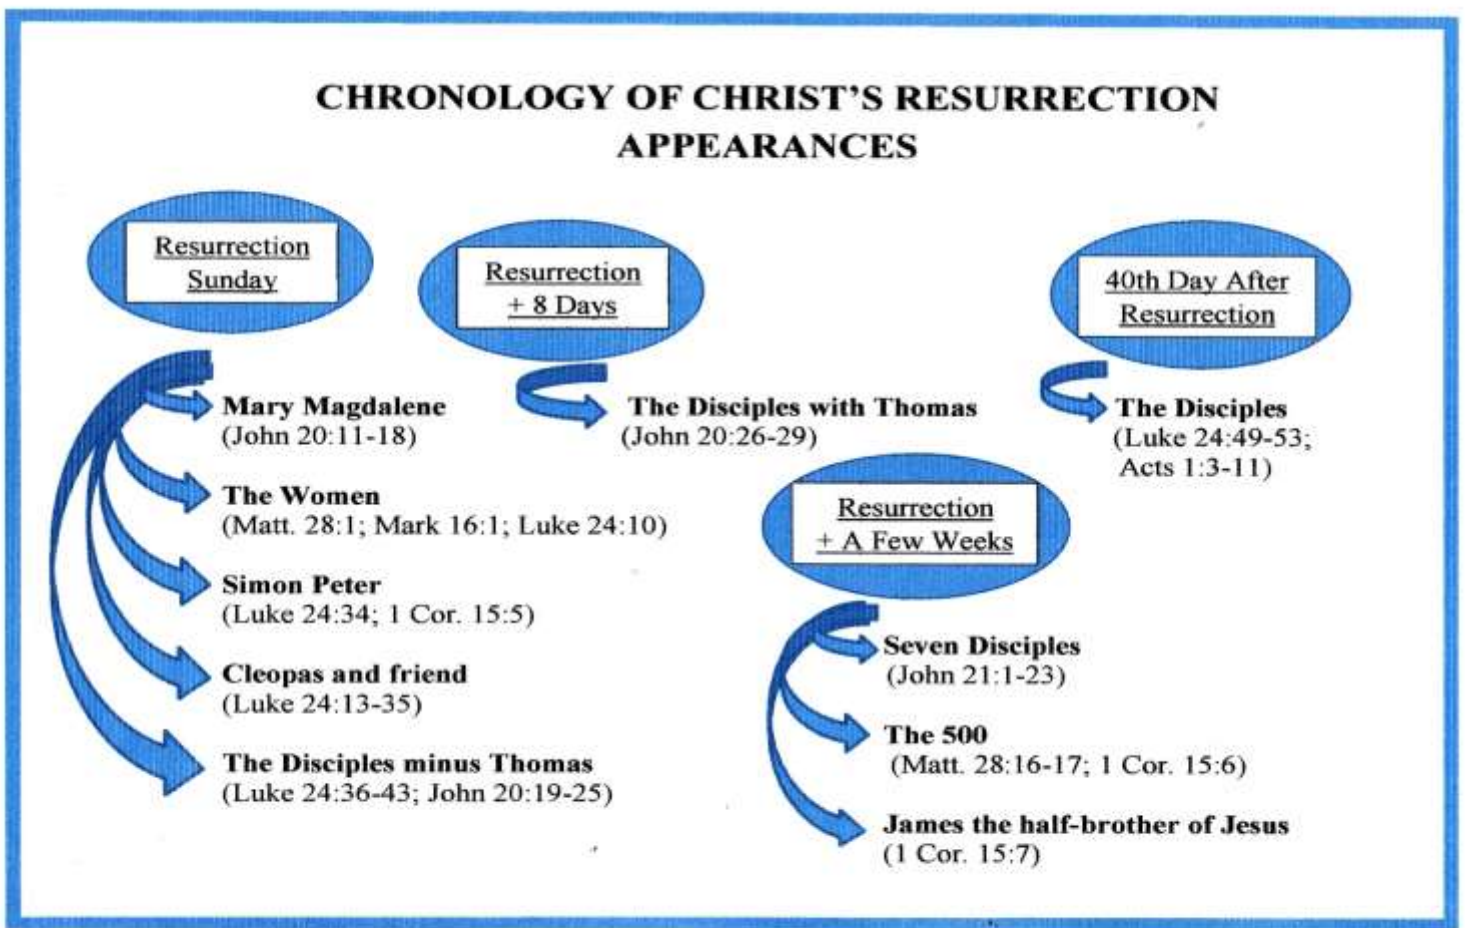 CHRONOLOGY OF CHRIST'S RESURRECTION
APPEARANCES
Resurrection
Sunday
Mary Magdalene
(John 20:11-18)
The Women
(Matt. 28:1; Mark 16:1; Luke 24:10)
Simon Peter
(Luke 24:34; 1 Cor. 15:5)
Cleopas and friend
(Luke 24:13-35)
The Disciples minus Thomas
(Luke 24:36-43; John 20:19-25)
Resurrection
+ 8 Days
The Disciples with Thomas
(John 20:26-29)
Resurrection
+ A Few Weeks
Seven Disciples
(John 21:1-23)
The 500
(Matt. 28:16-17; 1 Cor. 15:6)
James the half-brother of Jesus
(1 Cor. 15:7)
40th Day After
Resurrection
The Disciples
(Luke 24:49-53;
Acts 1:3-11)